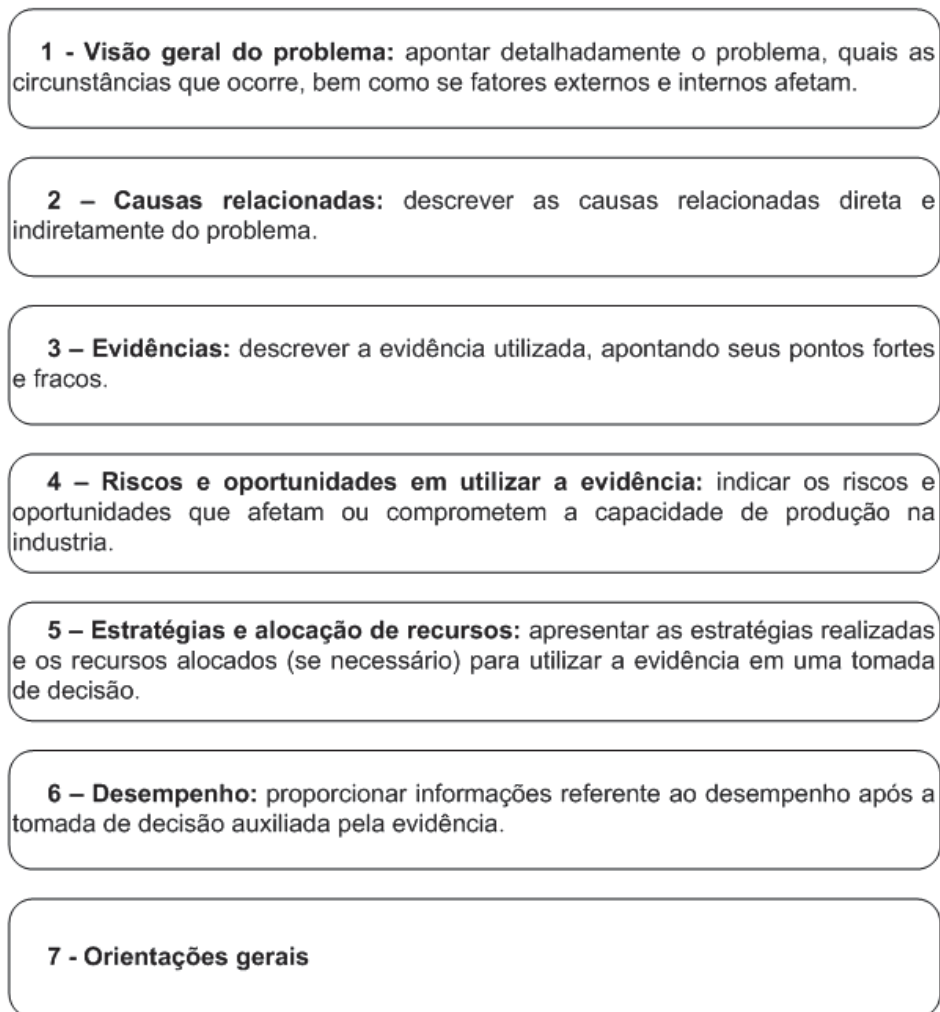 1 - Visão geral do problema: apontar detalhadamente o problema, quais as
circunstâncias que ocorre, bem como se fatores externos e internos afetam.
2 – Causas relacionadas: descrever as causas relacionadas direta e
indiretamente do problema.
3 – Evidências: descrever a evidência utilizada, apontando seus pontos fortes
e fracos.
4 – Riscos e oportunidades em utilizar a evidência: indicar os riscos e
oportunidades que afetam ou comprometem a capacidade de produção na
industria.
5 – Estratégias e alocação de recursos: apresentar as estratégias realizadas
e os recursos alocados (se necessário) para utilizar a evidência em uma tomada
de decisão.
6 – Desempenho: proporcionar informações referente ao desempenho após a
tomada de decisão auxiliada pela evidência.
7 - Orientações gerais